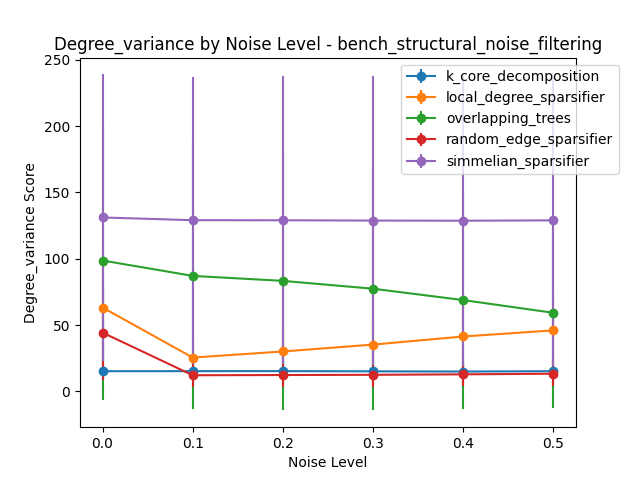 Degree_variance by Noise Level - bench_structural_noise_filtering
250
200
150
100
50
0
Degree_variance Score
k_core_decomposition
local_degree_sparsifier
overlapping_trees
random_edge_sparsifier
simmelian_sparsifier
0.0 0.1 0.2 0.3 0.4 0.5
Noise Level